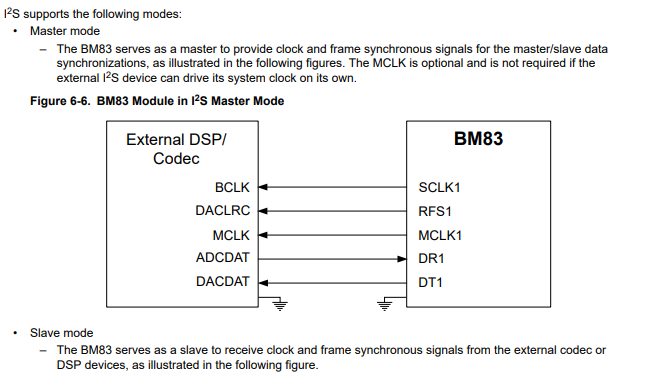 I²S supports the following modes:
• Master mode
– The BM83 serves as a master to provide clock and frame synchronous signals for the master/slave data
synchronizations, as illustrated in the following figures. The MCLK is optional and is not required if the
external I²S device can drive its system clock on its own.
Figure 6-6. BM83 Module in I²S Master Mode
External DSP/
Codec
BM83
BCLK SCLK1
DACLRC RFS1
MCLK MCLK1
ADCDAT DR1
DACDAT DT1
• Slave mode
– The BM83 serves as a slave to receive clock and frame synchronous signals from the external codec or
DSP devices, as illustrated in the following figure.